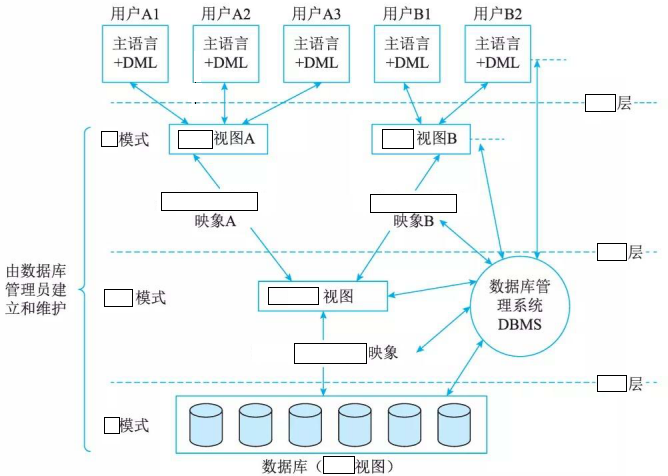 用户A1 用户A2 用户A3 用户B1 用户B2
主语言 主语言 主语言 主语言 主语言
+DML +DML +DML +DML +DML
层
模式 视图A 视图B
映象A 映象B
层
由数据库
管理员建
立和维护
模式 视图
数据库管
理系统
DBMS
映象
层
模式
数据库（ 视图）